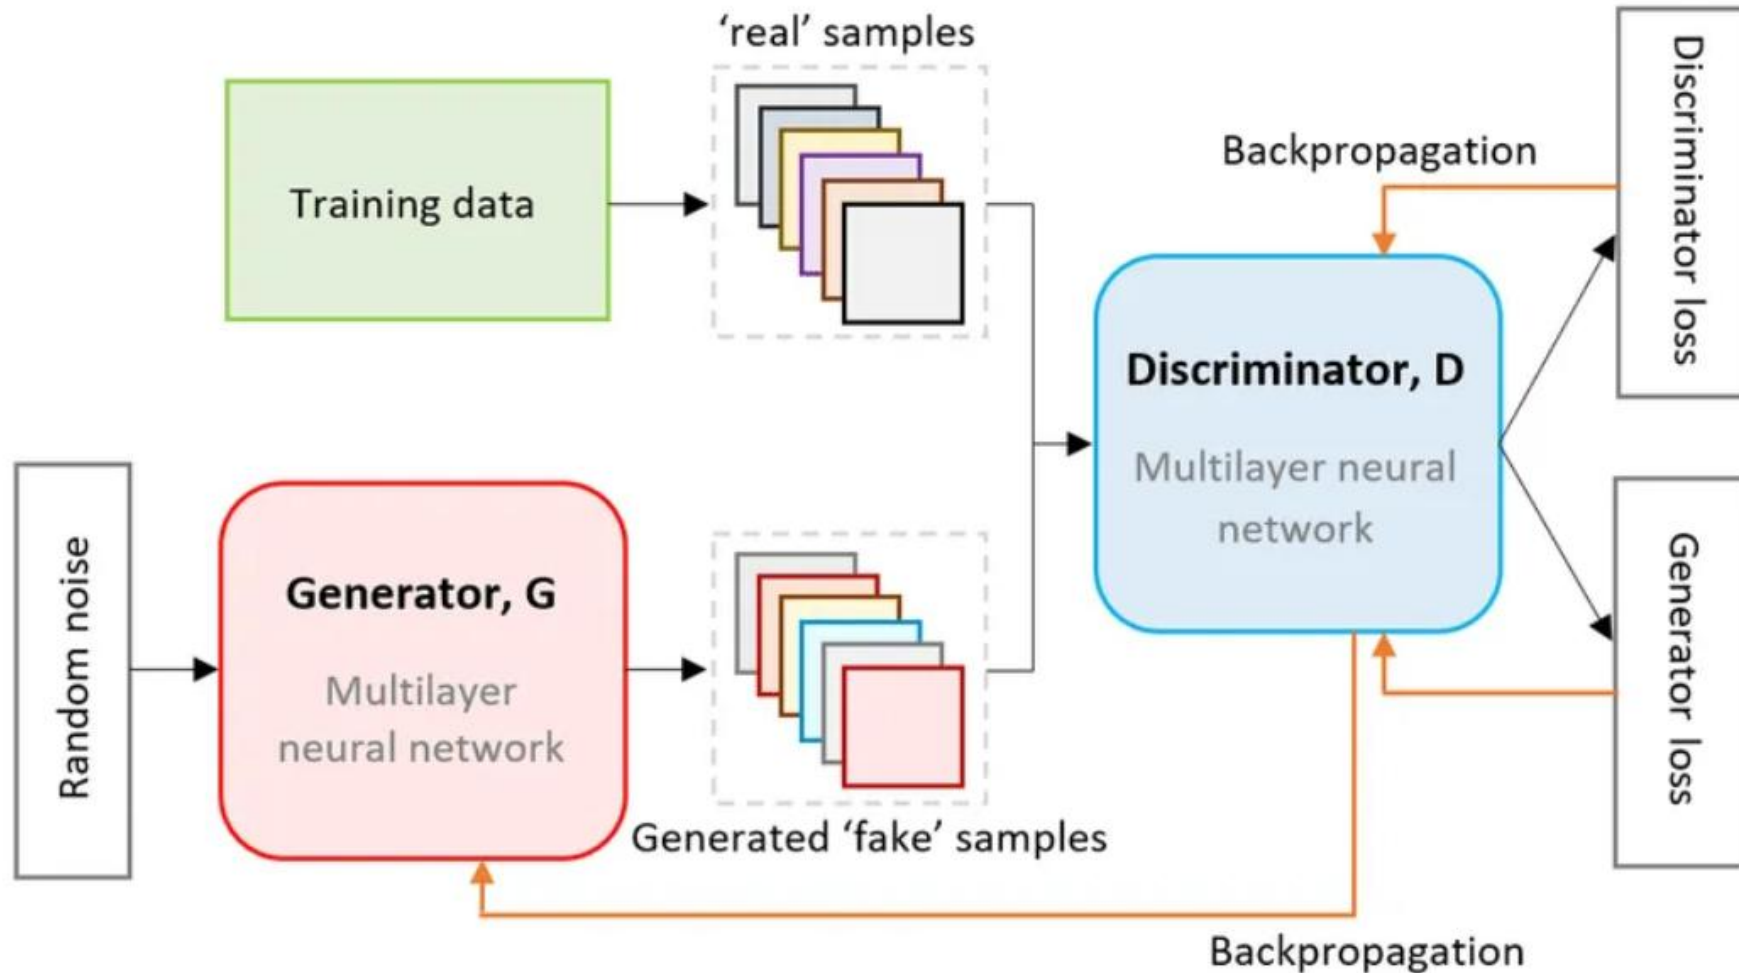 ‘real’ samples
Training data
Backpropagation
Discriminator loss
Discriminator, D
Multilayer neural
network
Random noise
Generator, G
Multilayer
neural network
Generated ‘fake’ samples
Generator loss
Backpropagation